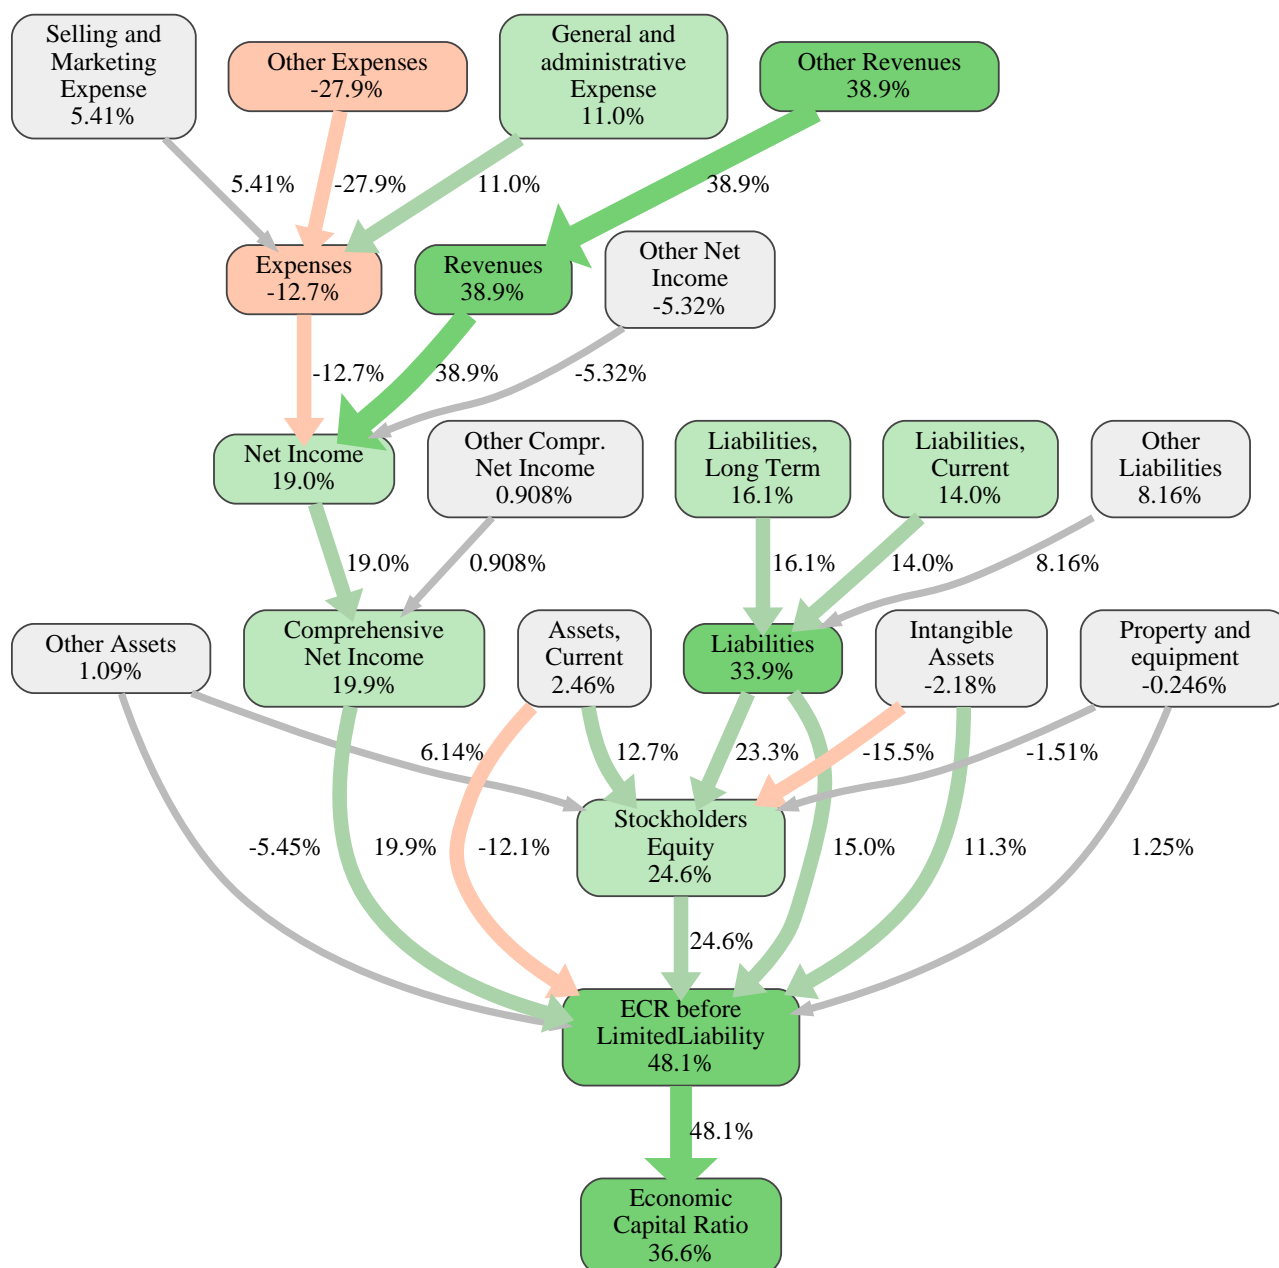 Selling and
Marketing
Expense
5.41%
Other Expenses
-27.9%
General and
administrative
Expense
11.0%
Other Revenues
38.9%
5.41%
-27.9%
11.0%
38.9%
Expenses
-12.7%
Revenues
38.9%
Other Net
Income
-5.32%
-12.7%
38.9%
-5.32%
Net Income
19.0%
Other Compr.
Net Income
0.908%
Liabilities,
Long Term
16.1%
Liabilities,
Current
14.0%
Other
Liabilities
8.16%
19.0%
0.908%
16.1%
14.0%
8.16%
Other Assets
1.09%
Comprehensive
Net Income
19.9%
Assets,
Current
2.46%
Liabilities
33.9%
Intangible
Assets
-2.18%
Property and
equipment
-0.246%
6.14%
12.7%
23.3%
-15.5%
-1.51%
Stockholders
Equity
24.6%
-5.45%
19.9%
-12.1%
15.0%
11.3%
1.25%
24.6%
ECR before
LimitedLiability
48.1%
48.1%
Economic
Capital Ratio
36.6%